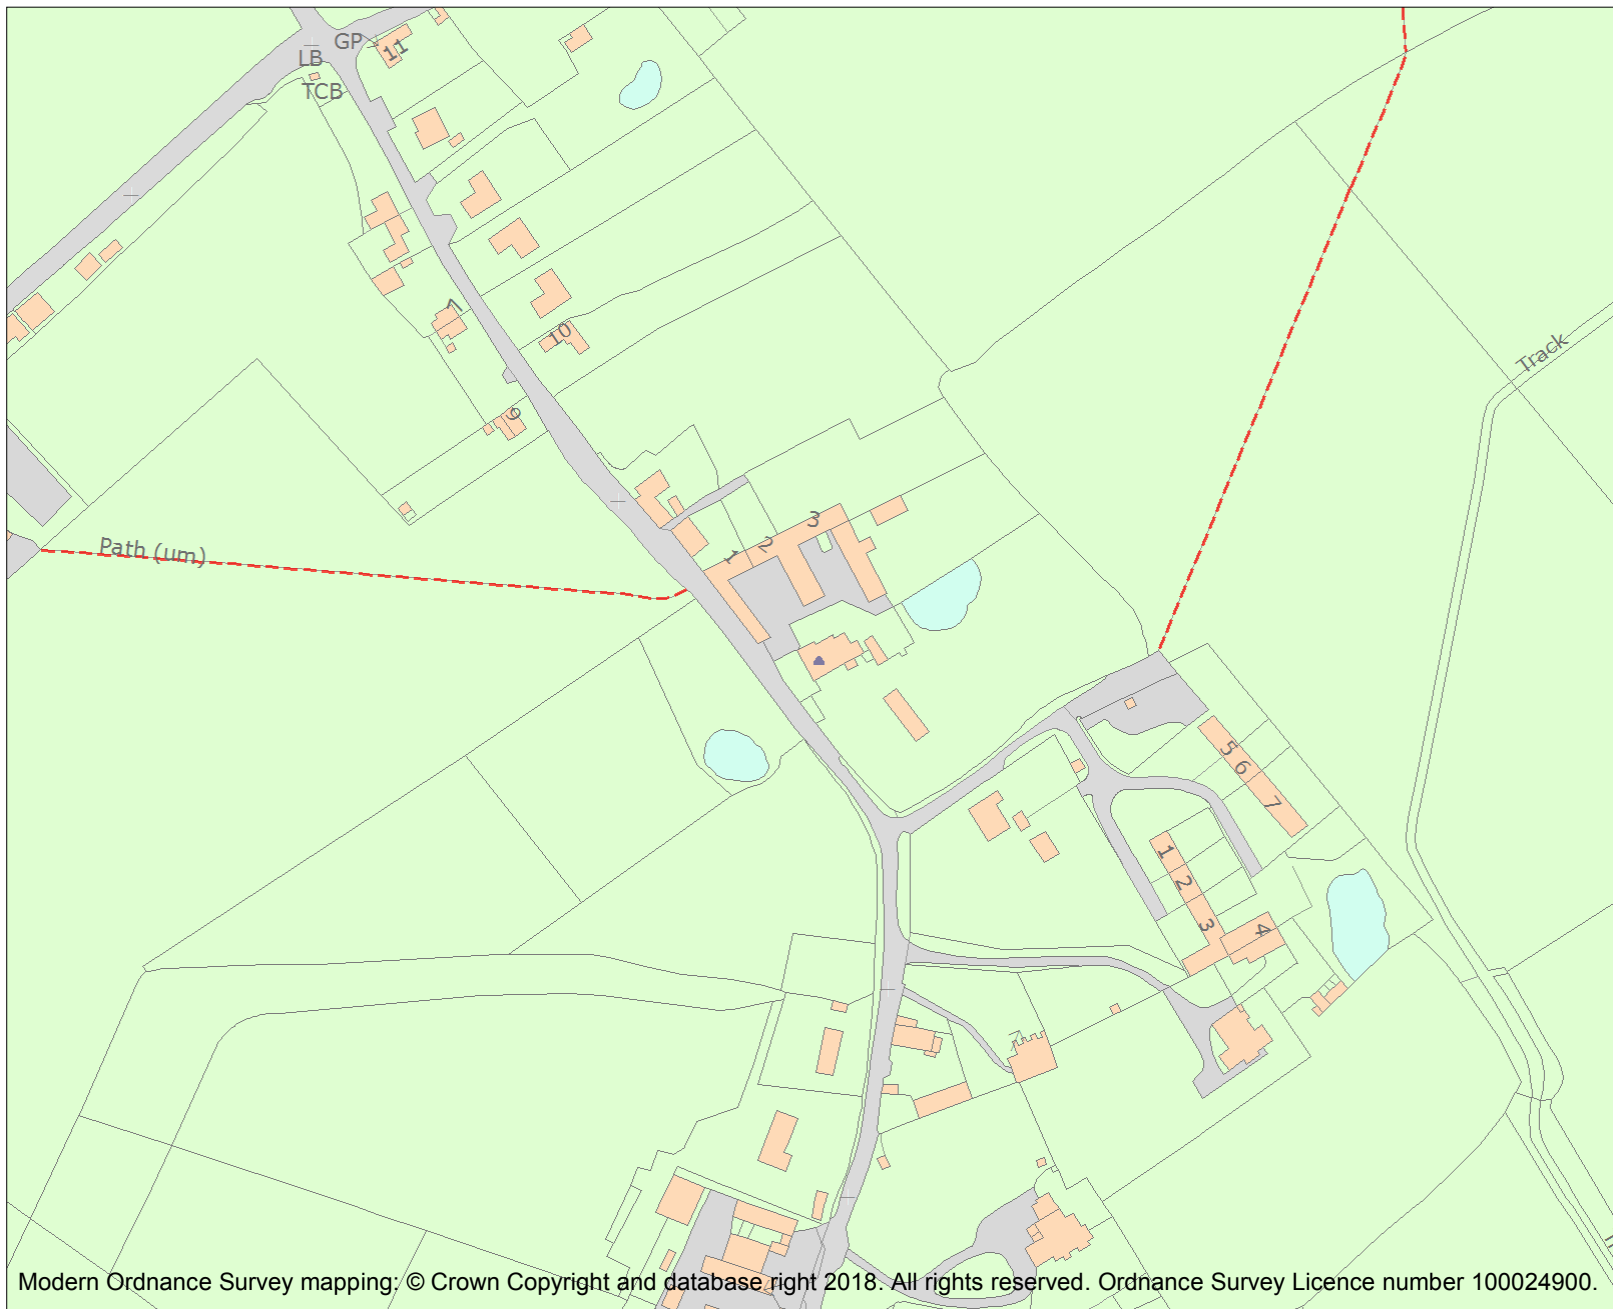 GP
11
LB
TCB
7
10
Track
9
3
Path (um)
2
1
5
6
7
1
2
3
4
Modern Ordnance Survey mapping: © Crown Copyright and database right 2018. All rights reserved. Ordnance Survey Licence number 100024900.